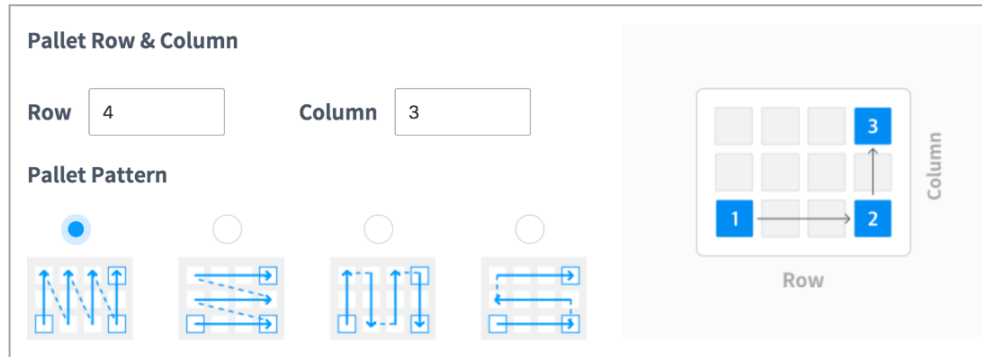 Pallet Row & Column
Row 4 Column 3
Pallet Pattern
3
1 2
Column
Row